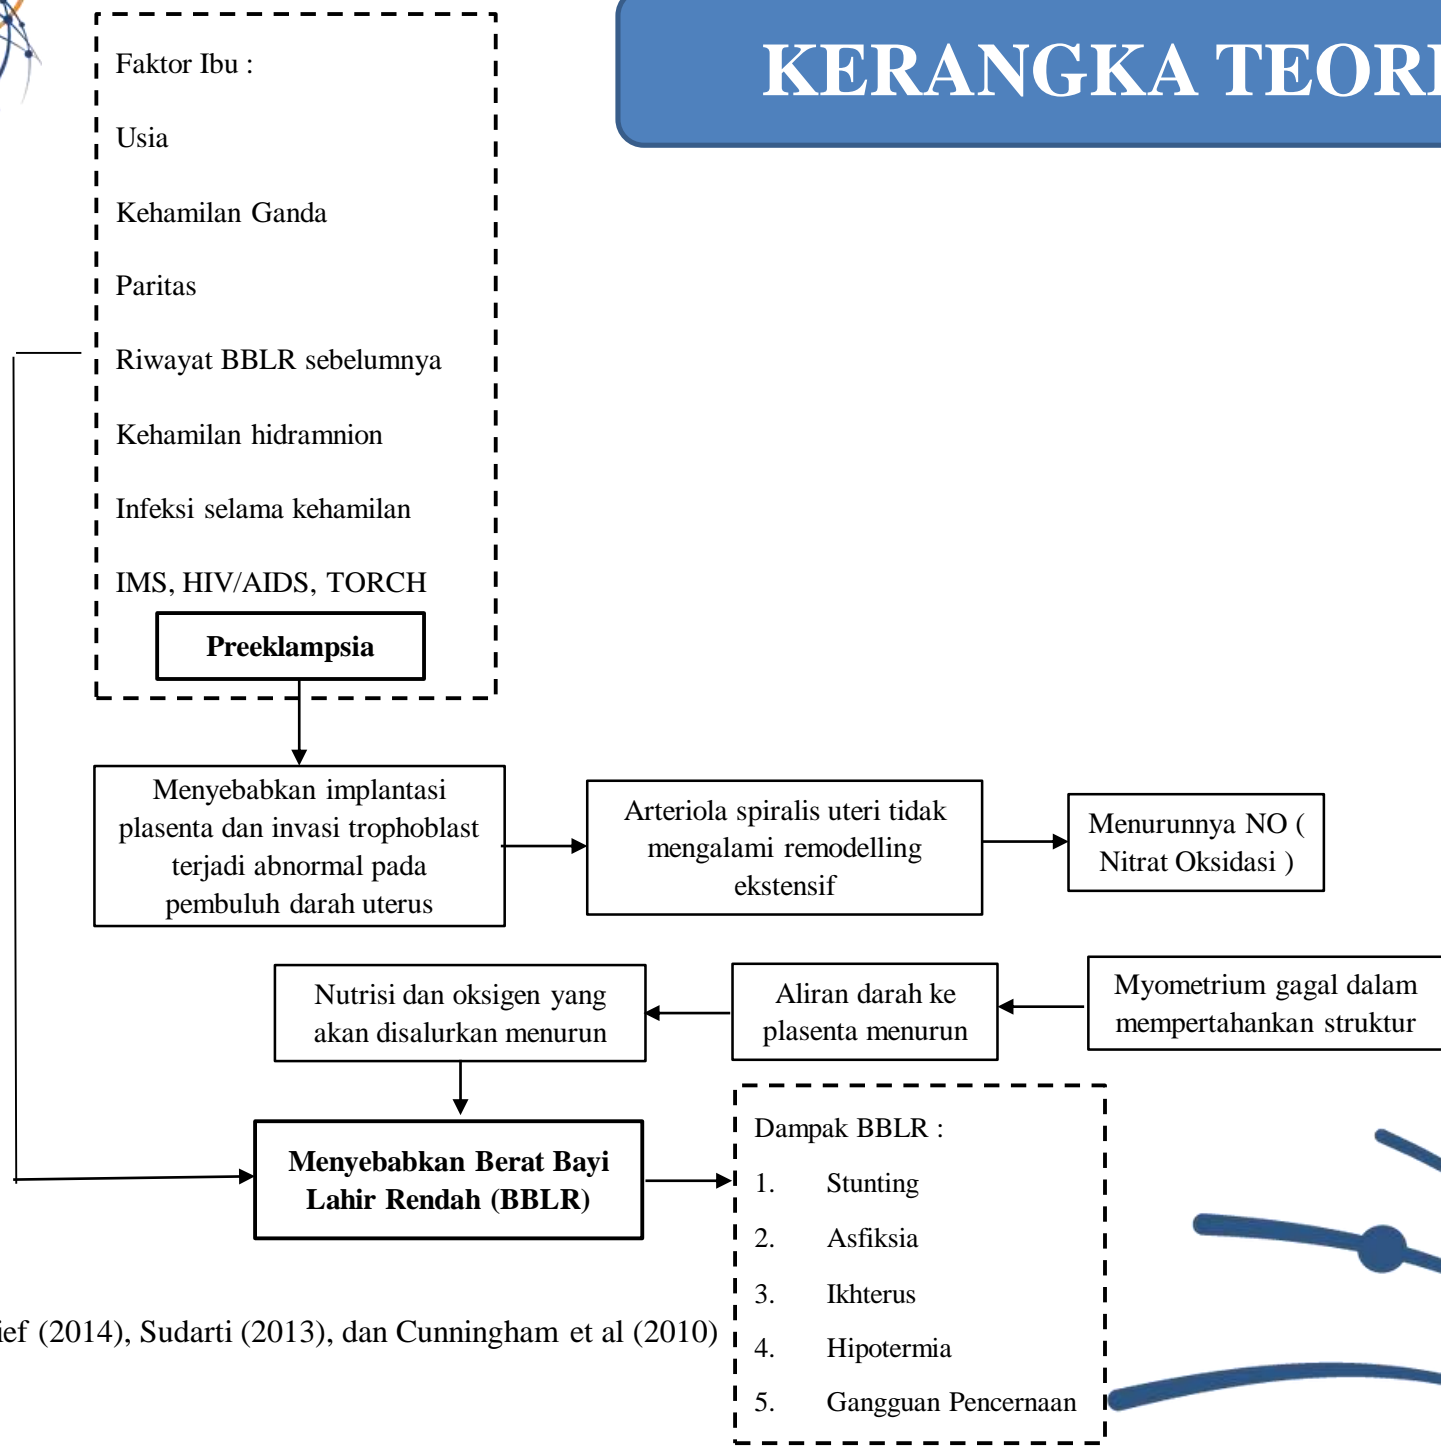 KERANGKA TEORI
Faktor Ibu :
Usia
Kehamilan Ganda
Paritas
Riwayat BBLR sebelumnya
Kehamilan hidramnion
Infeksi selama kehamilan
IMS, HIV/AIDS, TORCH
Preeklampsia
Menyebabkan implantasi
plasenta dan invasi trophoblast
terjadi abnormal pada
pembuluh darah uterus
Arteriola spiralis uteri tidak
mengalami remodelling
ekstensif
Menurunnya NO (
Nitrat Oksidasi )
Myometrium gagal dalam
mempertahankan struktur
Aliran darah ke
plasenta menurun
Nutrisi dan oksigen yang
akan disalurkan menurun
Menyebabkan Berat Bayi
Lahir Rendah (BBLR)
Dampak BBLR :
1. Stunting
2. Asfiksia
3. Ikhterus
4. Hipotermia
5. Gangguan Pencernaan
(2014), Sudarti (2013), dan Cunningham et al (2010)